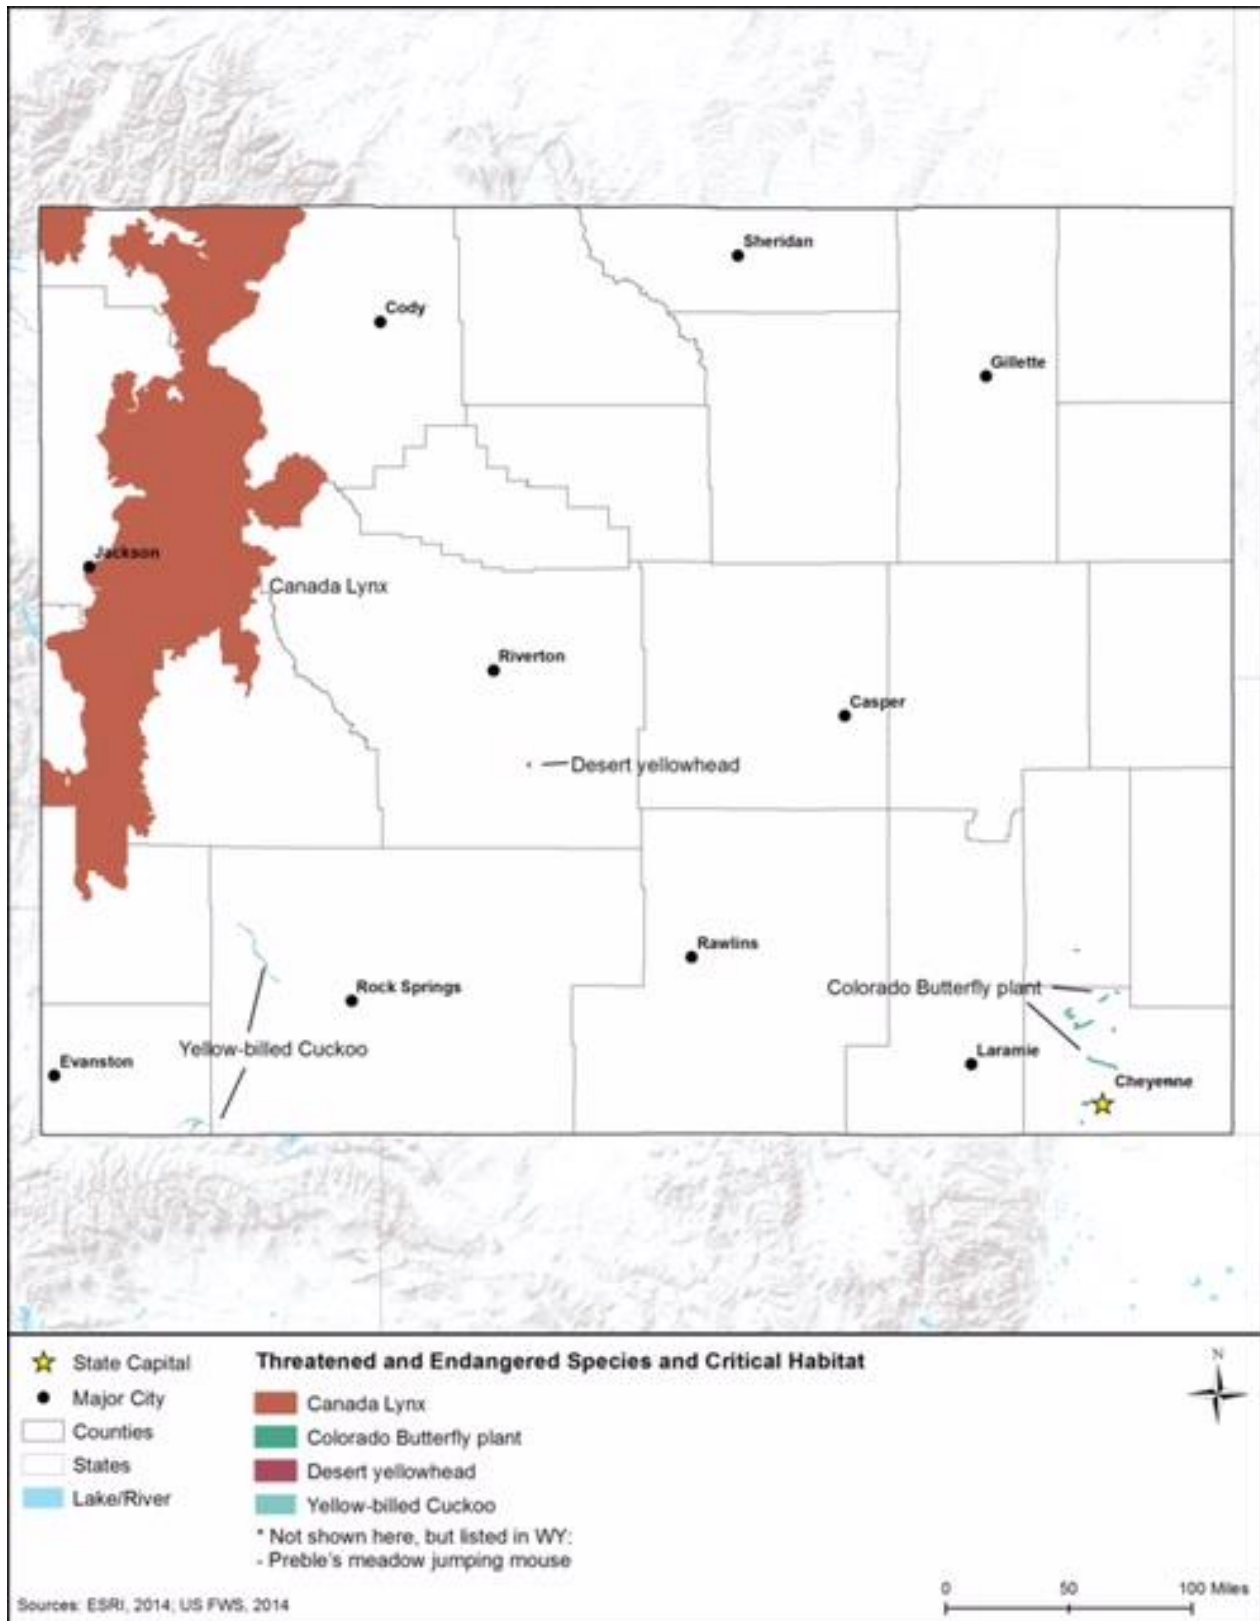 Sheridan
Cody
Gillette
Jackson
Canada Lynx
Riverton
Casper
Desert yellowhead
Rawlins
Rock Springs
Colorado Butterfly plant
Yellow-billed Cuckoo
Evanston
Laramie
Cheyenne
State Capital
Major City
Counties
States
Lake/River
Threatened and Endangered Species and Critical Habitat
Canada Lynx
Colorado Butterfly plant
Desert yellowhead
Yellow-billed Cuckoo
* Not shown here, but listed in WY:
- Preble's meadow jumping mouse
N
0 50 100 Miles
Sources: ESRI, 2014; US FWS, 2014